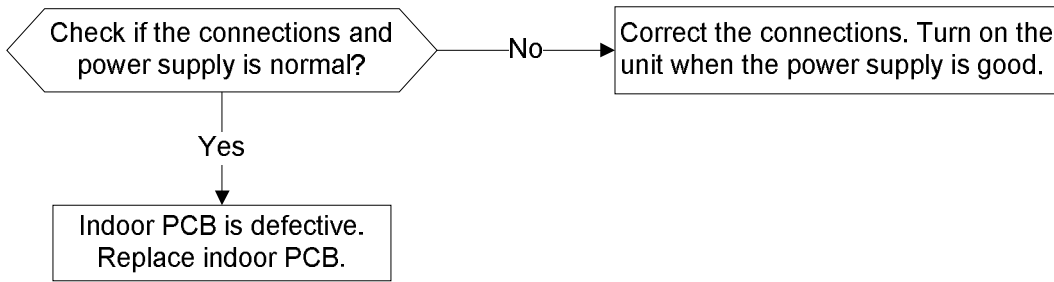 Check if the connections and
power supply is normal?
No
Correct the connections. Turn on the
unit when the power supply is good.
Yes
Indoor PCB is defective.
Replace indoor PCB.